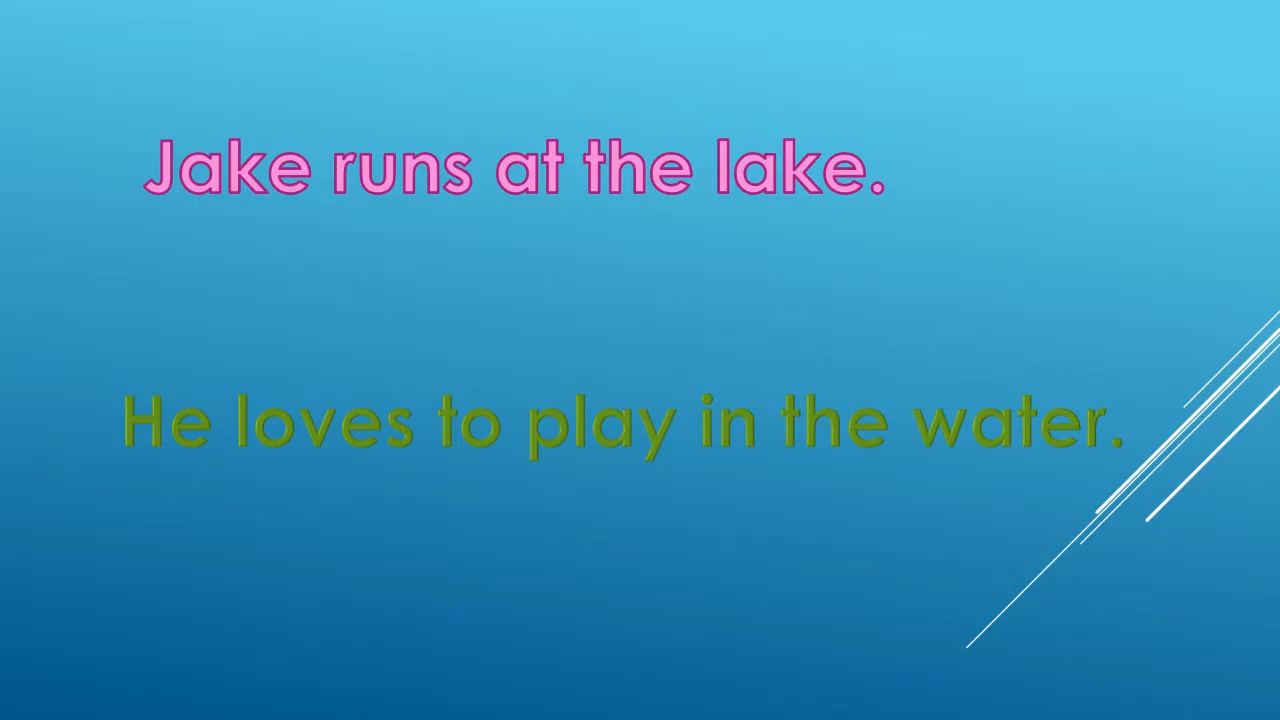 Jake runs at the lake.
He loves to play in the water.